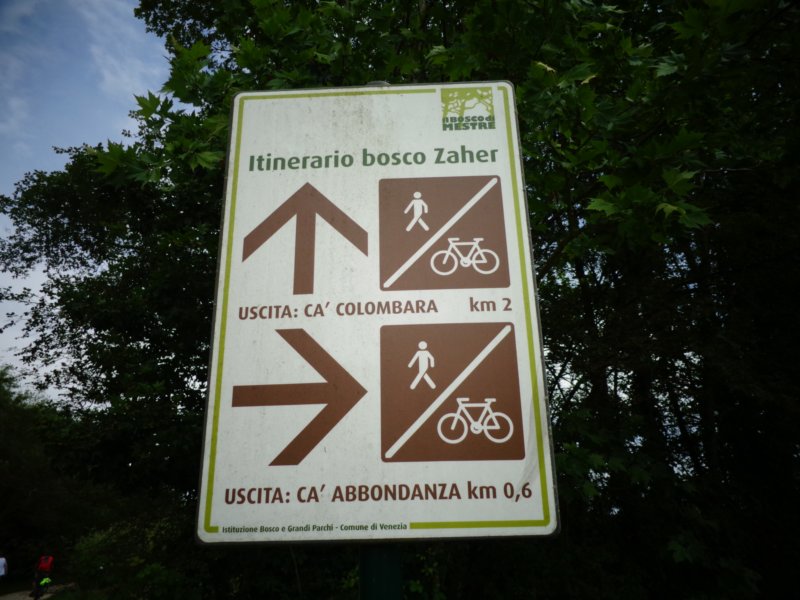 il BOSCO di
MESTRE
Itinerario bosco Zaher
USCITA: CA' COLOMBARA km 2
USCITA: CA' ABBONDANZA km 0,6
Istituzione Bosco e Grandi Parchi - Comune di Venezia